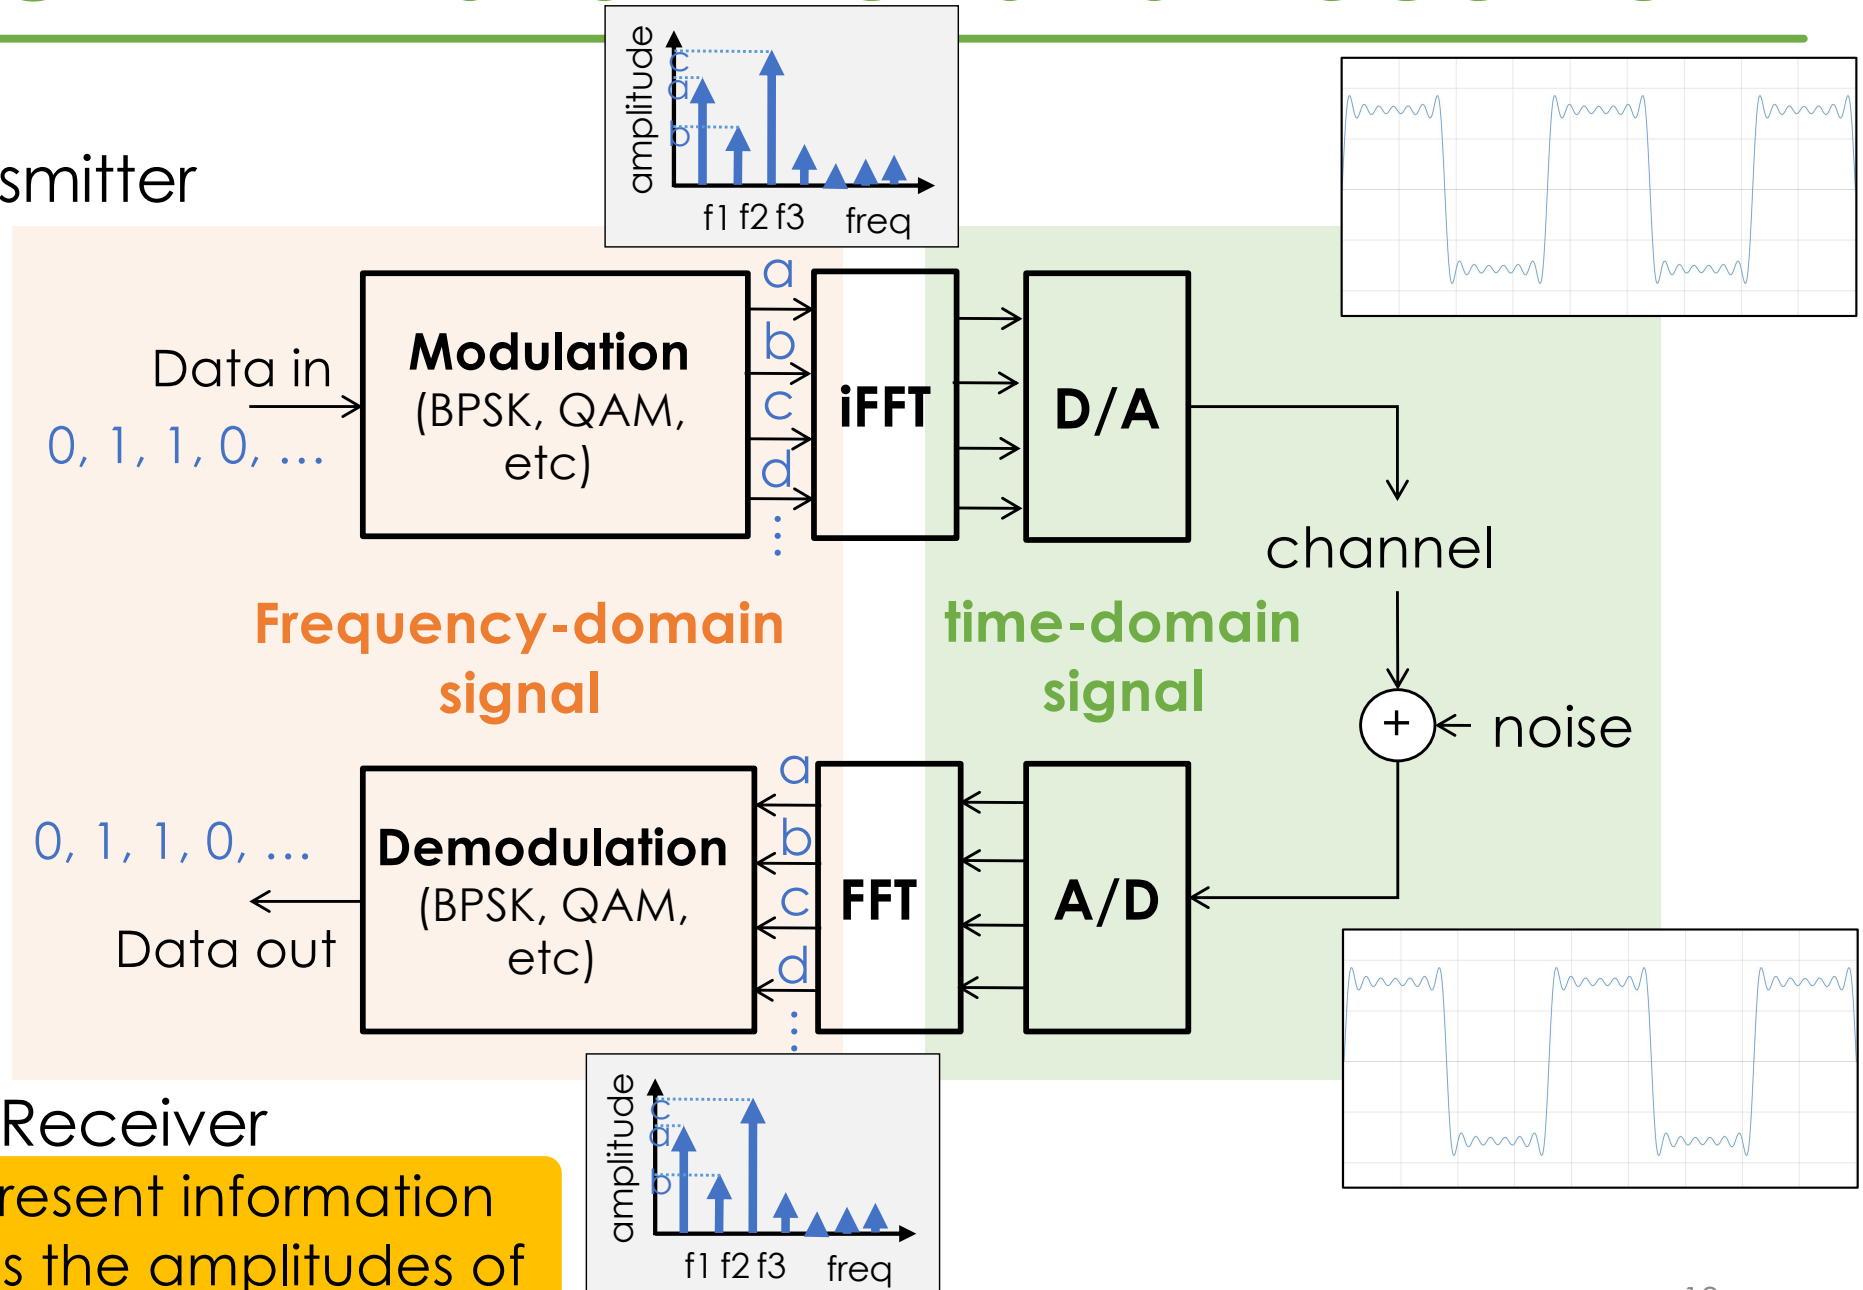 amplitude
c
a
b
f1 f2 f3
freq
smitter
Data in
0, 1, 1, 0, ...
Modulation
(BPSK, QAM,
etc)
a
b
c
d
⋮
iFFT
D/A
channel
Frequency-domain
signal
time-domain
signal
+
noise
0, 1, 1, 0, ...
Data out
Demodulation
(BPSK, QAM,
etc)
a
b
c
d
⋮
FFT
A/D
Receiver
resent information
s the amplitudes of
amplitude
c
a
b
f1 f2 f3
freq